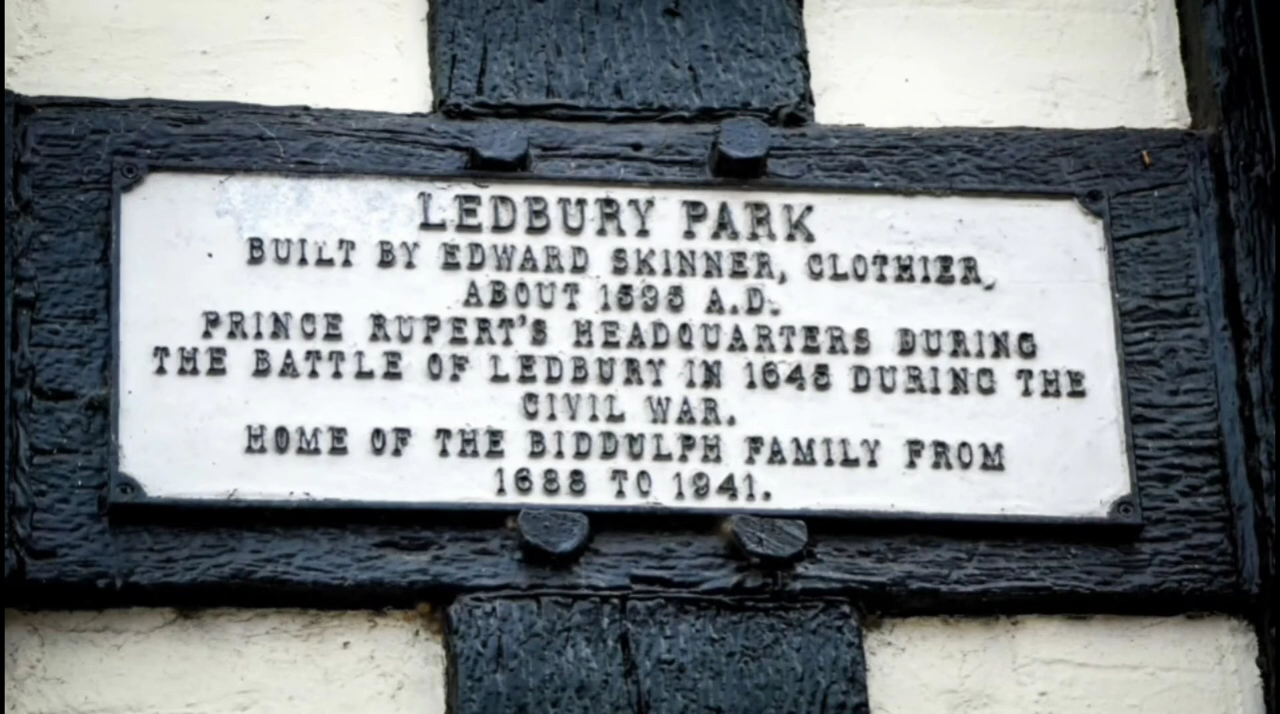 LEDBURY PARK
BUILT BY EDWARD SKINNER, CLOTHIER,
ABOUT 1595 A.D.
PRINCE RUPERT'S HEADQUARTERS DURING
THE BATTLE OF LEDBURY IN 1645 DURING THE
CIVIL WAR.
HOME OF THE BIDDULPH FAMILY FROM
1688 TO 1941.